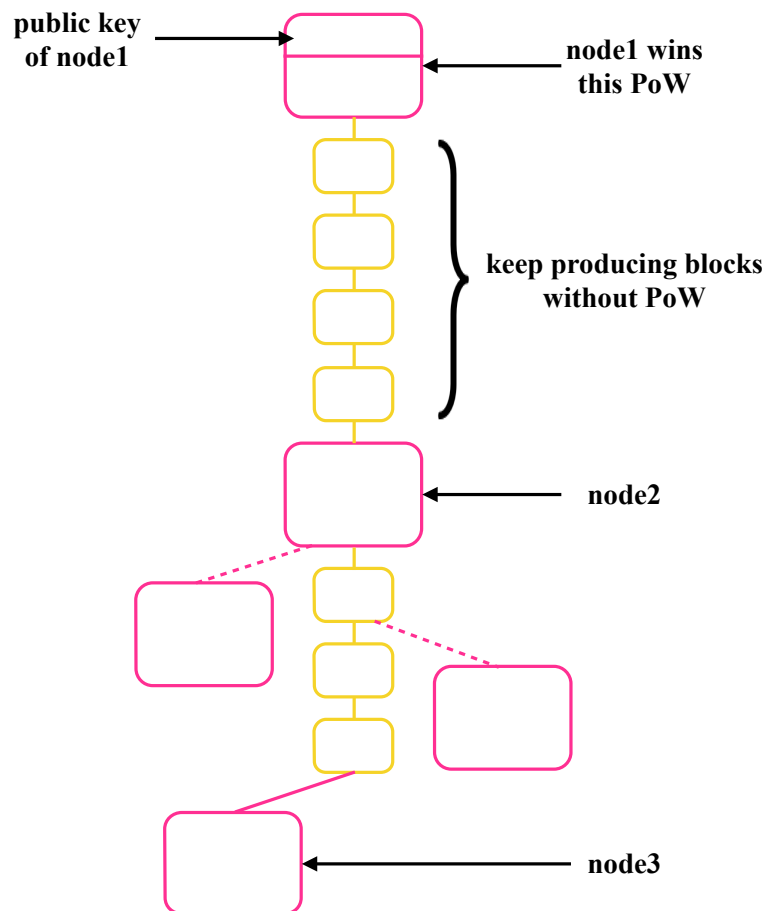 public key
of node1
node1 wins
this PoW
keep producing blocks
without PoW
node2
node3